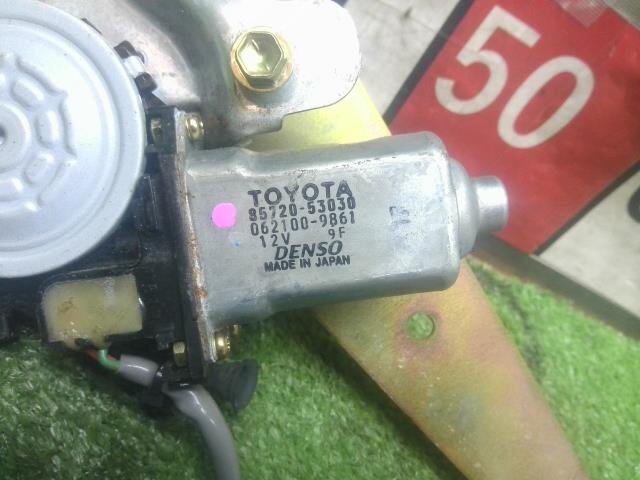 50
TOYOTA
85720-53030
062100-9861
12V 9F
DENSO
MADE IN JAPAN